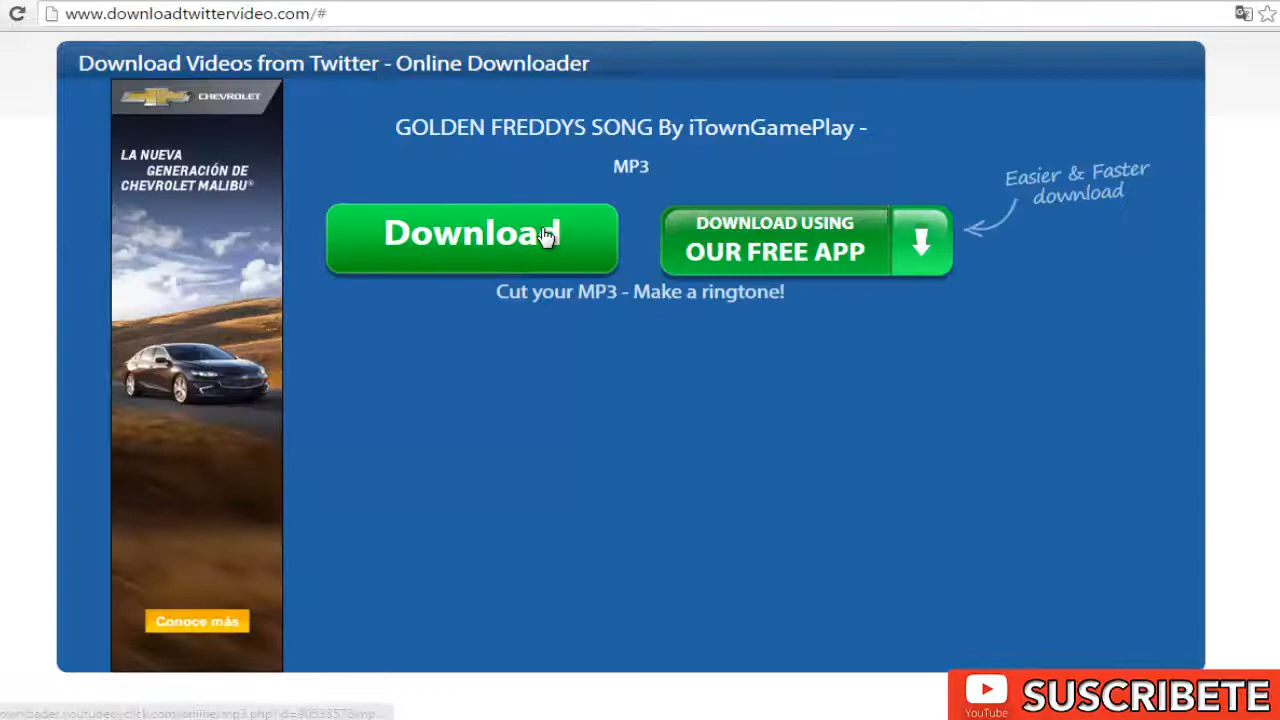 www.downloadtwittervideo.com/#
Download Videos from Twitter - Online Downloader
CHEVROLET
LA NUEVA
GENERACIÓN DE
CHEVROLET MALIBU®
Conoce más
GOLDEN FREDDYS SONG By iTownGamePlay -
MP3
Download
DOWNLOAD USING
OUR FREE APP
Easier & Faster
download
Cut your MP3 - Make a ringtone!
YouTube
SUSCRIBETE